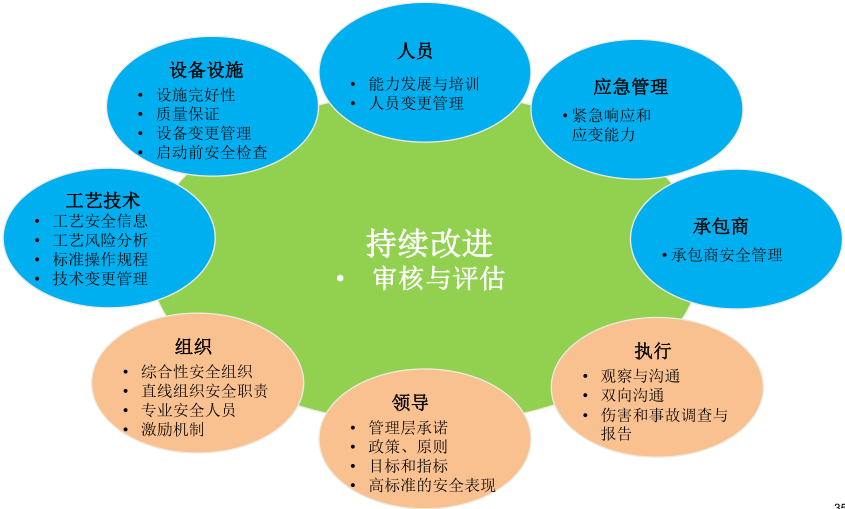 人员
• 能力发展与培训
• 人员变更管理
设备设施
• 设施完好性
• 质量保证
• 设备变更管理
• 启动前安全检查
应急管理
• 紧急响应和
应变能力
工艺技术
• 工艺安全信息
• 工艺风险分析
• 标准操作规程
• 技术变更管理
承包商
• 承包商安全管理
持续改进
• 审核与评估
组织
• 综合性安全组织
• 直线组织安全职责
• 专业安全人员
• 激励机制
领导
• 管理层承诺
• 政策、原则
• 目标和指标
• 高标准的安全表现
执行
• 观察与沟通
• 双向沟通
• 伤害和事故调查与
报告
35